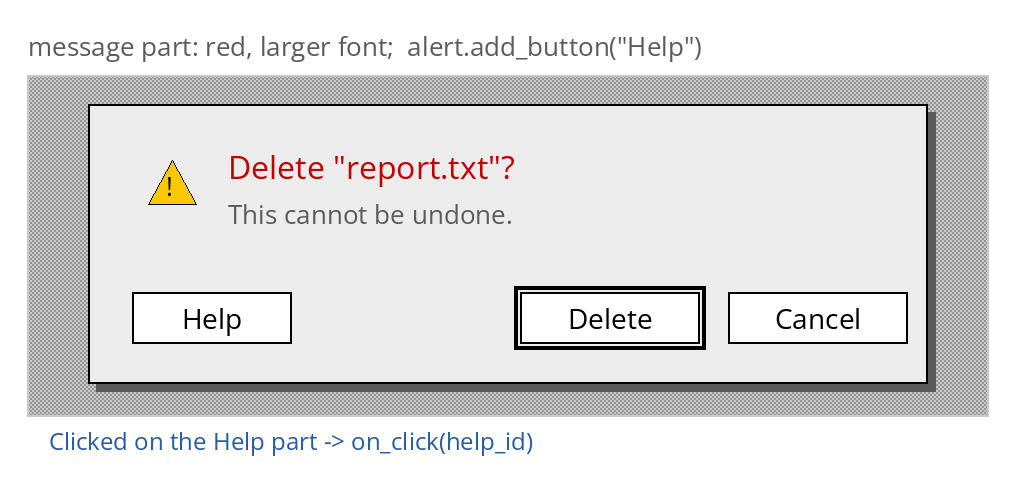 message part: red, larger font; alert.add_button("Help")
Delete "report.txt"?
!
This cannot be undone.
Help Delete Cancel
Clicked on the Help part -> on_click(help_id)